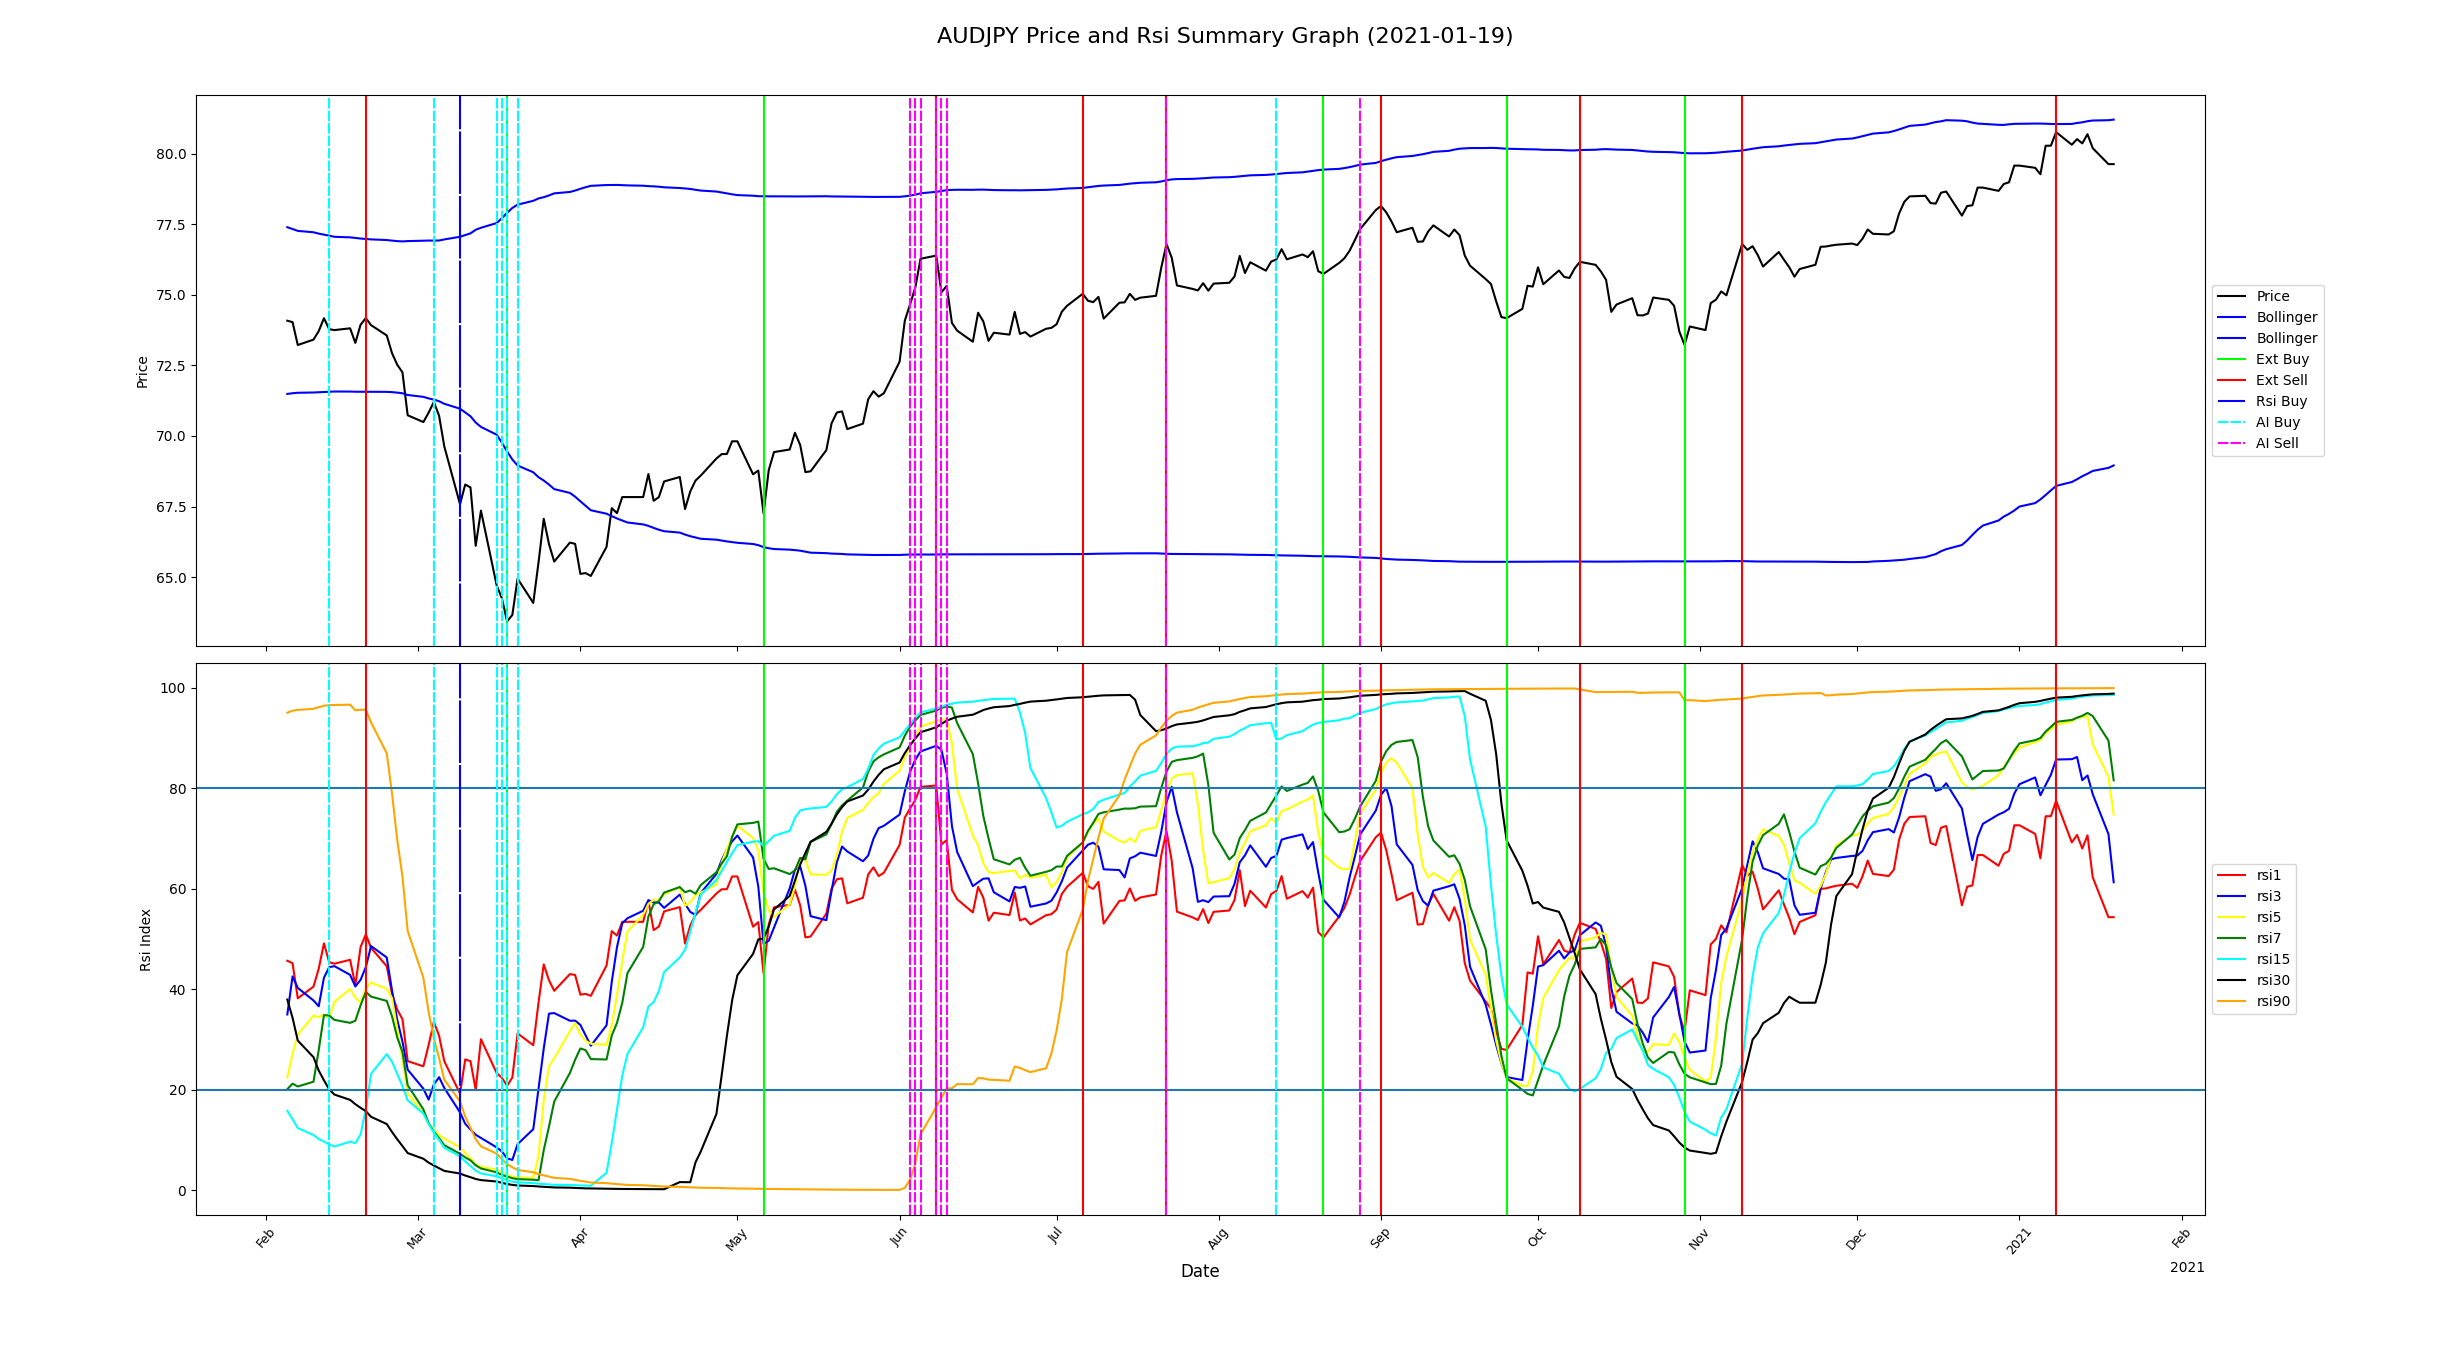 AUDJPY Price and Rsi Summary Graph (2021-01-19)
Price
80.0
77.5
75.0
72.5
70.0
67.5
65.0
Price
Bollinger
Bollinger
Ext Buy
Ext Sell
Rsi Buy
AI Buy
AI Sell
Rsi Index
100
80
60
40
20
0
rsi1
rsi3
rsi5
rsi7
rsi15
rsi30
rsi90
Feb Mar Apr May Jun Jul Aug Sep Oct Nov Dec 2021 Feb
Date
2021